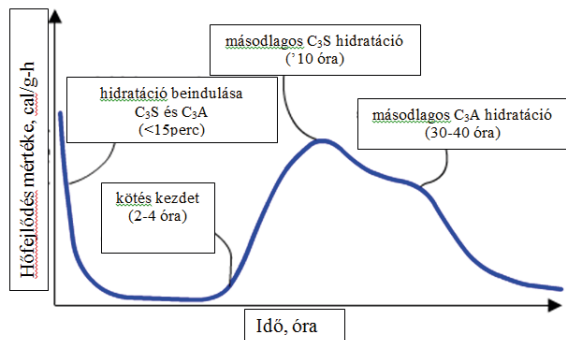 másodlagos C₃S hidratáció
(’10 óra)
hidratáció beindulása
C₃S és C₃A
(<15perc)
másodlagos C₃A hidratáció
(30-40 óra)
kötés kezdet
(2-4 óra)
Hőfejlődés mértéke, cal/g-h
Idő, óra